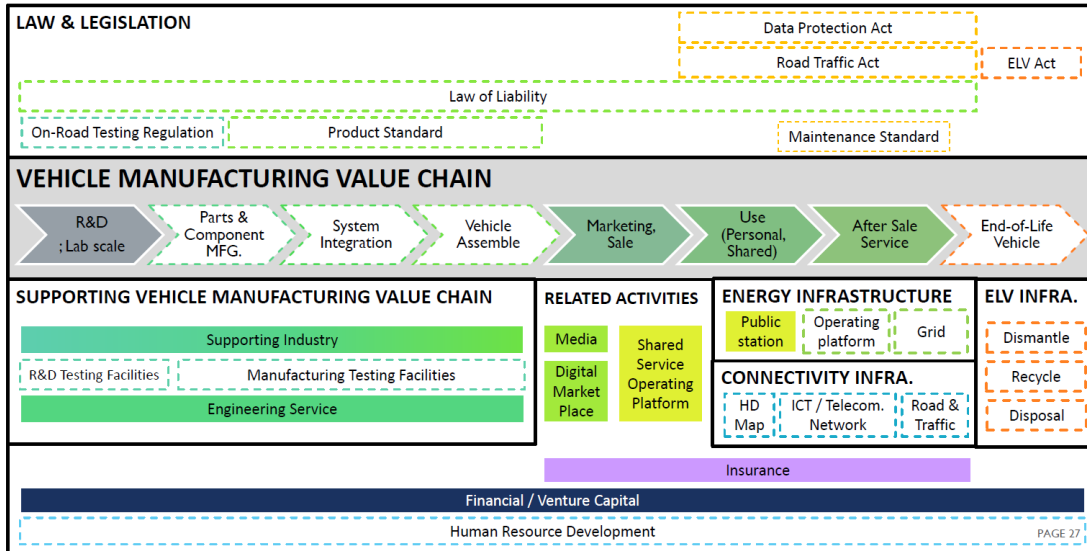 LAW & LEGISLATION
Data Protection Act
Road Traffic Act
ELV Act
Law of Liability
On-Road Testing Regulation
Product Standard
Maintenance Standard
VEHICLE MANUFACTURING VALUE CHAIN
R&D
; Lab scale
Parts &
Component
MFG.
System
Integration
Vehicle
Assemble
Marketing,
Sale
Use
(Personal,
Shared)
After Sale
Service
End-of-Life
Vehicle
SUPPORTING VEHICLE MANUFACTURING VALUE CHAIN
Supporting Industry
R&D Testing Facilities
Manufacturing Testing Facilities
Engineering Service
RELATED ACTIVITIES
Media
Digital
Market
Place
Shared
Service
Operating
Platform
ENERGY INFRASTRUCTURE
Public
station
Operating
platform
Grid
CONNECTIVITY INFRA.
HD
Map
ICT / Telecom.
Network
Road &
Traffic
ELV INFRA.
Dismantle
Recycle
Disposal
Insurance
Financial / Venture Capital
Human Resource Development
PAGE 27